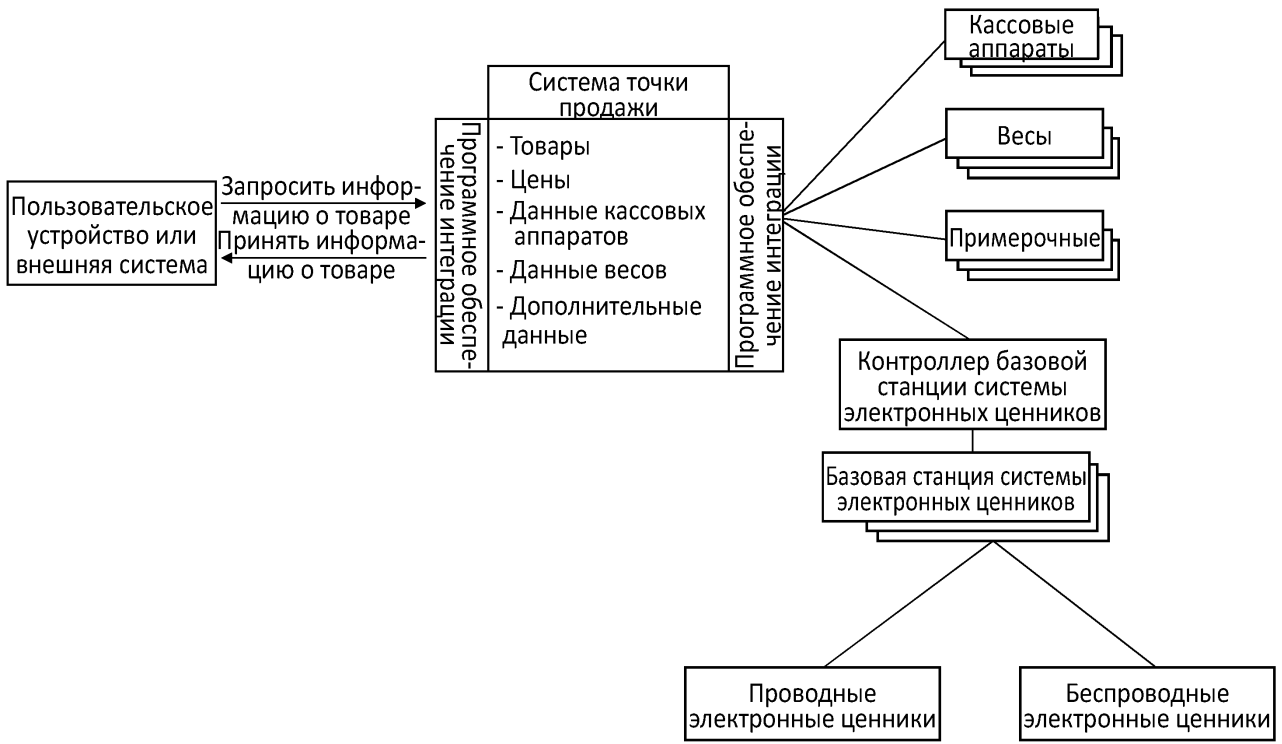 Пользовательское
устройство или
внешняя система
Запросить инфор-
мацию о товаре
Принять информа-
цию о товаре
Программное обеспе-
чение интеграции
Система точки
продажи
- Товары
- Цены
- Данные кассовых
аппаратов
- Данные весов
- Дополнительные
данные
Программное обеспе-
чение интеграции
Кассовые
аппараты
Весы
Примерочные
Контроллер базовой
станции системы
электронных ценников
Базовая станция системы
электронных ценников
Проводные
электронные ценники
Беспроводные
электронные ценники